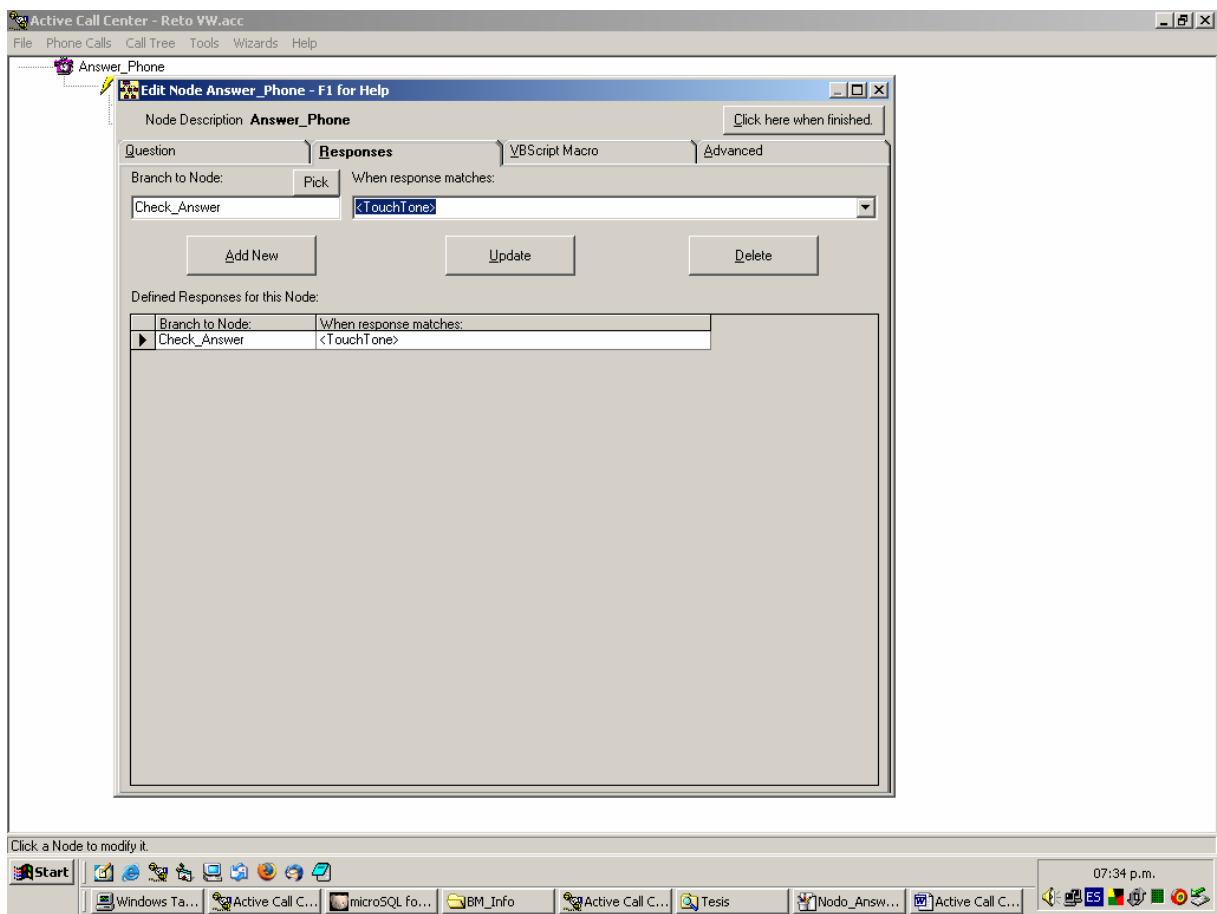 Active Call Center - Reto VW.acc
File Phone Calls Call Tree Tools Wizards Help
Answer_Phone
Edit Node Answer_Phone - F1 for Help
Node Description Answer_Phone
Click here when finished.
Question Responses VBScript Macro Advanced
Branch to Node: Pick When response matches:
Check_Answer <TouchTone>
Add New Update Delete
Defined Responses for this Node:
Branch to Node: When response matches:
Check_Answer <TouchTone>
Click a Node to modify it.
Start
07:34 p.m.
Windows Ta... Active Call C... microSQL fo... BM_Info Active Call C... Tesis Nodo_Answ... Active Call C... ES